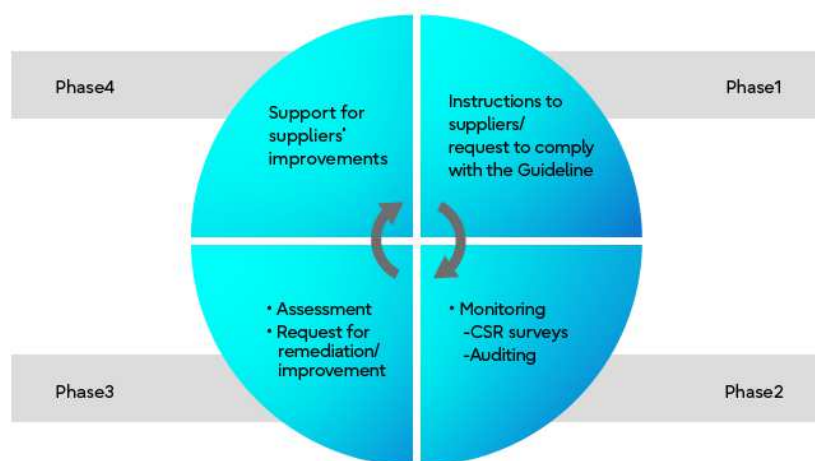 Phase4
Support for
suppliers'
improvements
Instructions to
suppliers/
request to comply
with the Guideline
Phase1
Phase3
• Assessment
• Request for
remediation/
improvement
• Monitoring
-CSR surveys
-Auditing
Phase2